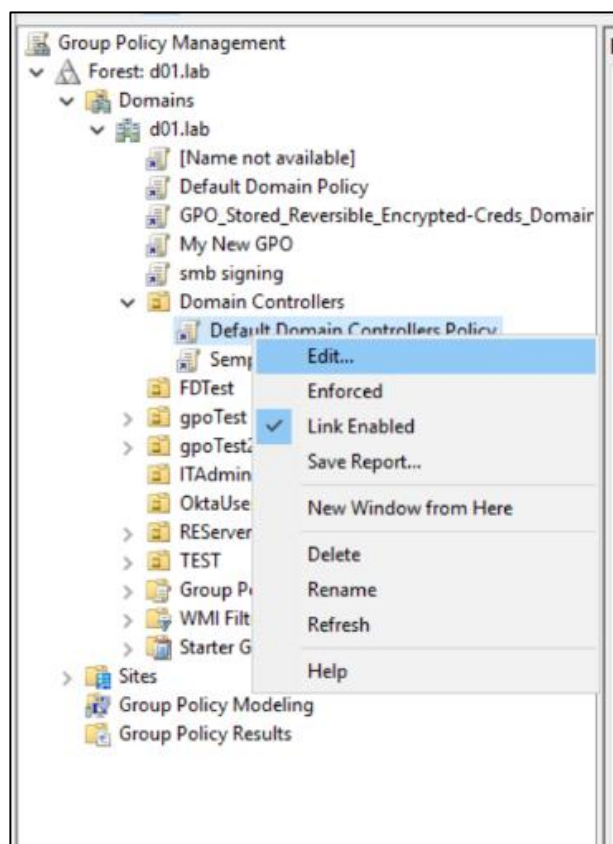 Group Policy Management
Forest: d01.lab
Domains
d01.lab
[Name not available]
Default Domain Policy
GPO_Stored_Reversible_Encrypted-Creds_Domain
My New GPO
smb signing
Domain Controllers
Default Domain Controllers Policy
Semp
Edit...
FDTest
Enforced
gpoTest
Link Enabled
gpoTest2
Save Report...
ITAdmin
OktaUse
New Window from Here
REServer
TEST
Delete
Group P
Rename
WMI Filt
Refresh
Starter G
Sites
Help
Group Policy Modeling
Group Policy Results